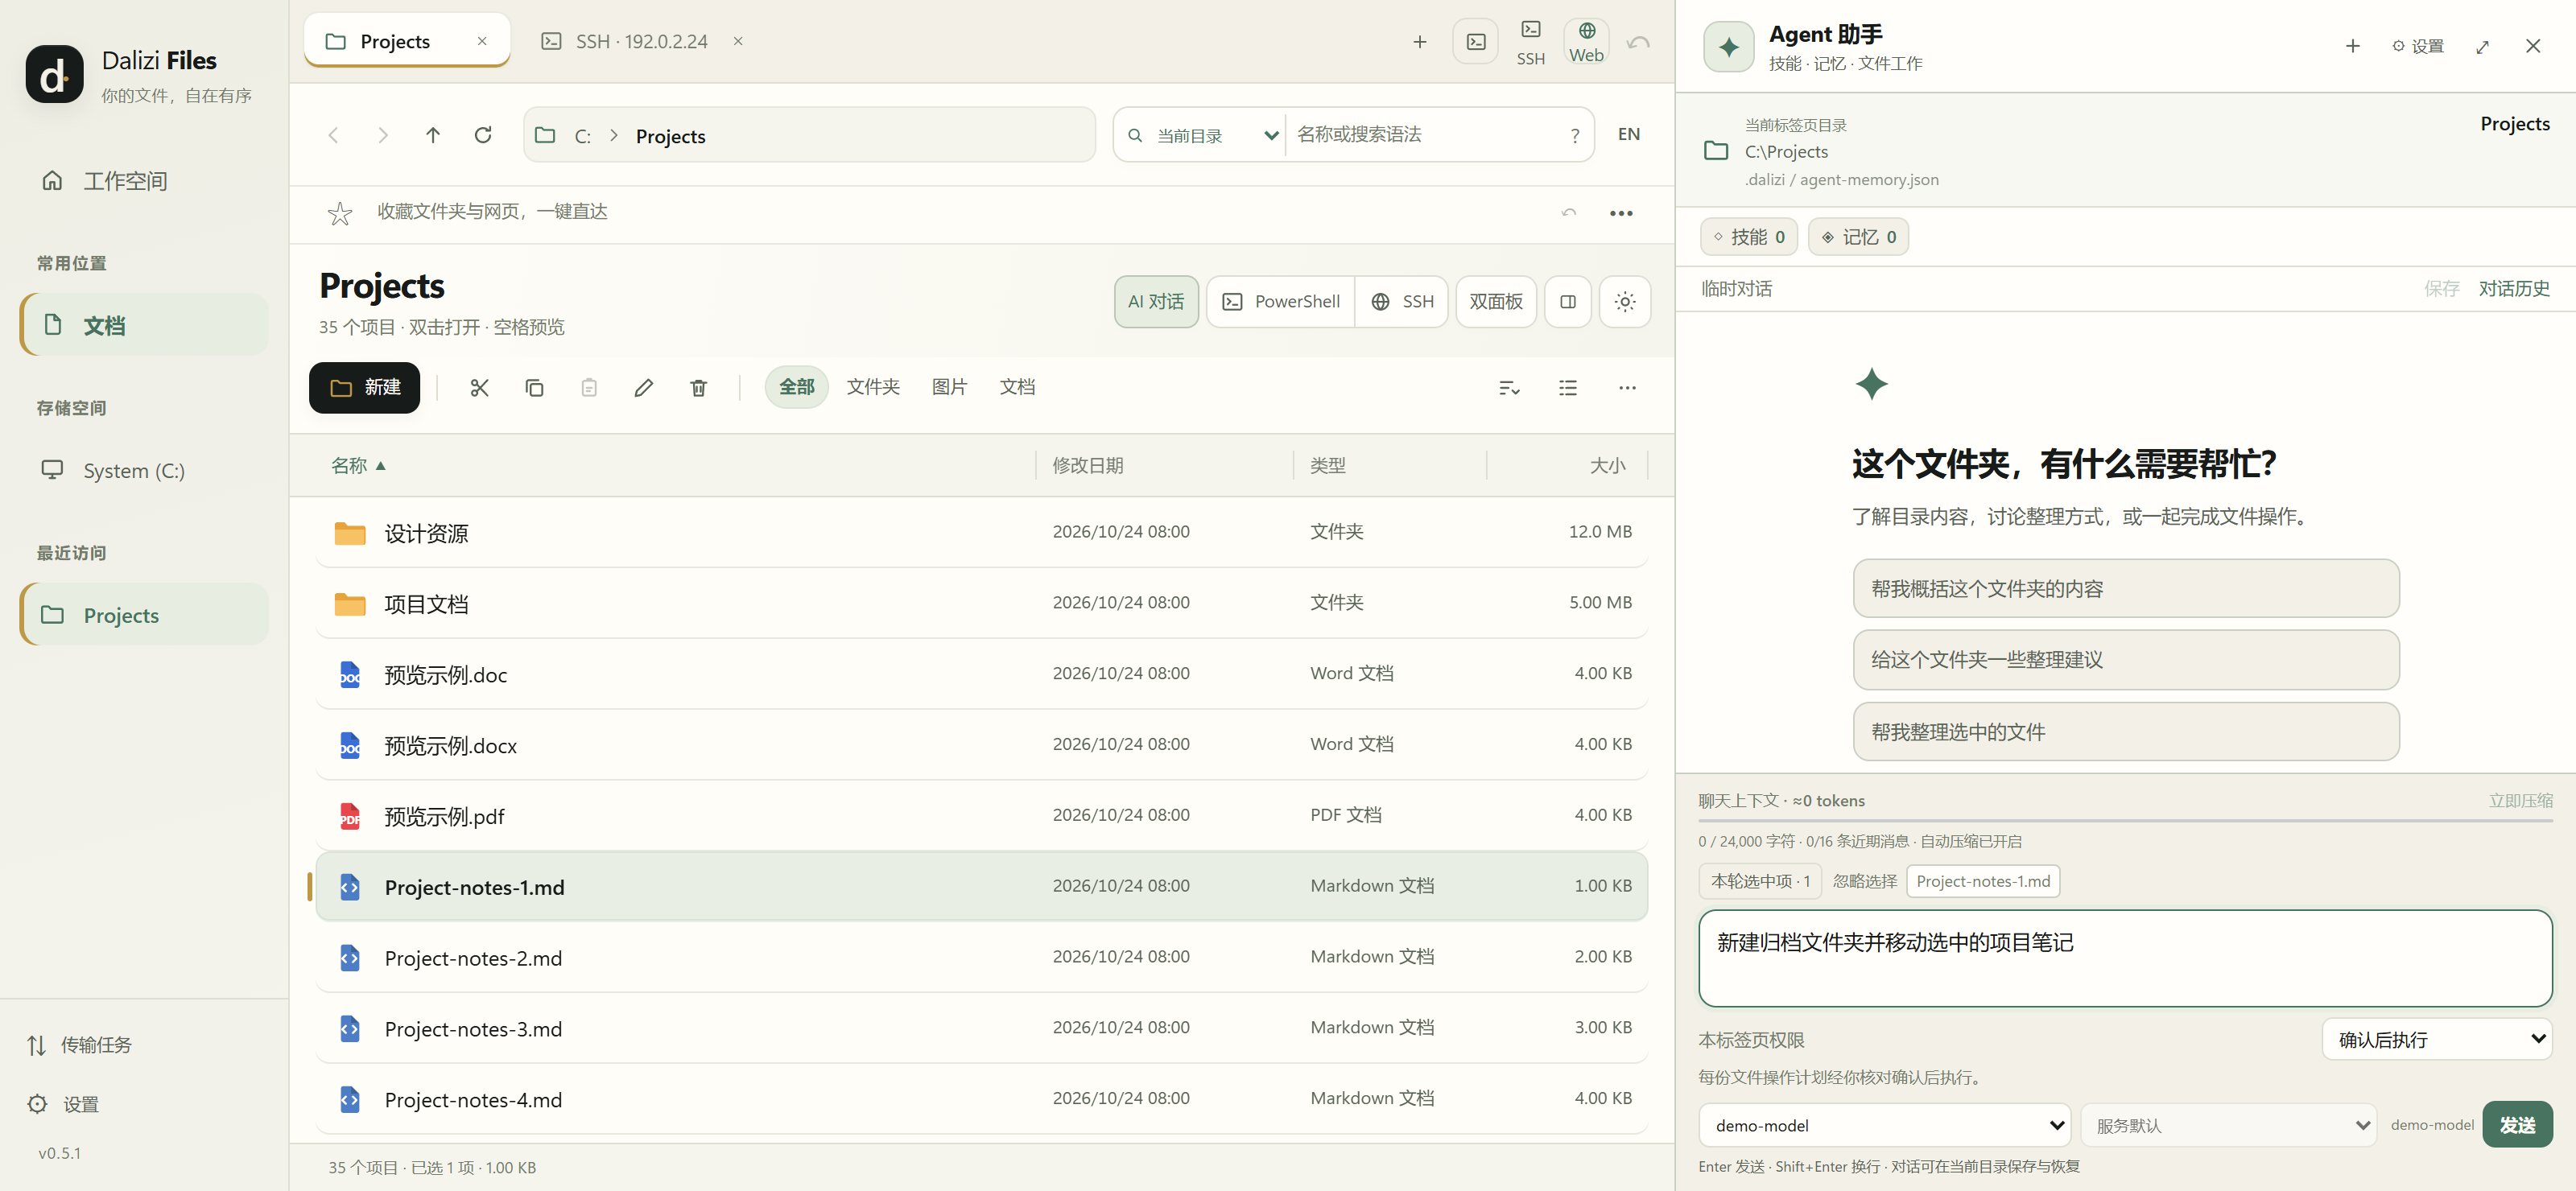 d
Dalizi Files
你的文件，自在有序
工作空间
常用位置
文档
存储空间
System (C:)
最近访问
Projects
传输任务
设置
v0.5.1
Projects
SSH · 192.0.2.24
SSH
Web
C:
Projects
当前目录
名称或搜索语法
?
EN
收藏文件夹与网页，一键直达
Projects
35 个项目 · 双击打开 · 空格预览
AI 对话
PowerShell
SSH
双面板
新建
全部
文件夹
图片
文档
名称 ▲
修改日期
类型
大小
设计资源 2026/10/24 08:00 文件夹 12.0 MB
项目文档 2026/10/24 08:00 文件夹 5.00 MB
DOC 预览示例.doc 2026/10/24 08:00 Word 文档 4.00 KB
DOC 预览示例.docx 2026/10/24 08:00 Word 文档 4.00 KB
PDF 预览示例.pdf 2026/10/24 08:00 PDF 文档 4.00 KB
Project-notes-1.md 2026/10/24 08:00 Markdown 文档 1.00 KB
Project-notes-2.md 2026/10/24 08:00 Markdown 文档 2.00 KB
Project-notes-3.md 2026/10/24 08:00 Markdown 文档 3.00 KB
Project-notes-4.md 2026/10/24 08:00 Markdown 文档 4.00 KB
35 个项目 · 已选 1 项 · 1.00 KB
Agent 助手
技能 · 记忆 · 文件工作
设置
当前标签页目录
Projects
C:\Projects
.dalizi / agent-memory.json
技能 0
记忆 0
临时对话
保存
对话历史
这个文件夹，有什么需要帮忙？
了解目录内容，讨论整理方式，或一起完成文件操作。
帮我概括这个文件夹的内容
给这个文件夹一些整理建议
帮我整理选中的文件
聊天上下文 · ≈0 tokens
立即压缩
0 / 24,000 字符 · 0/16 条近期消息 · 自动压缩已开启
本轮选中项 · 1
忽略选择
Project-notes-1.md
新建归档文件夹并移动选中的项目笔记
本标签页权限
确认后执行
每份文件操作计划经你核对确认后执行。
demo-model
服务默认
demo-model
发送
Enter 发送 · Shift+Enter 换行 · 对话可在当前目录保存与恢复